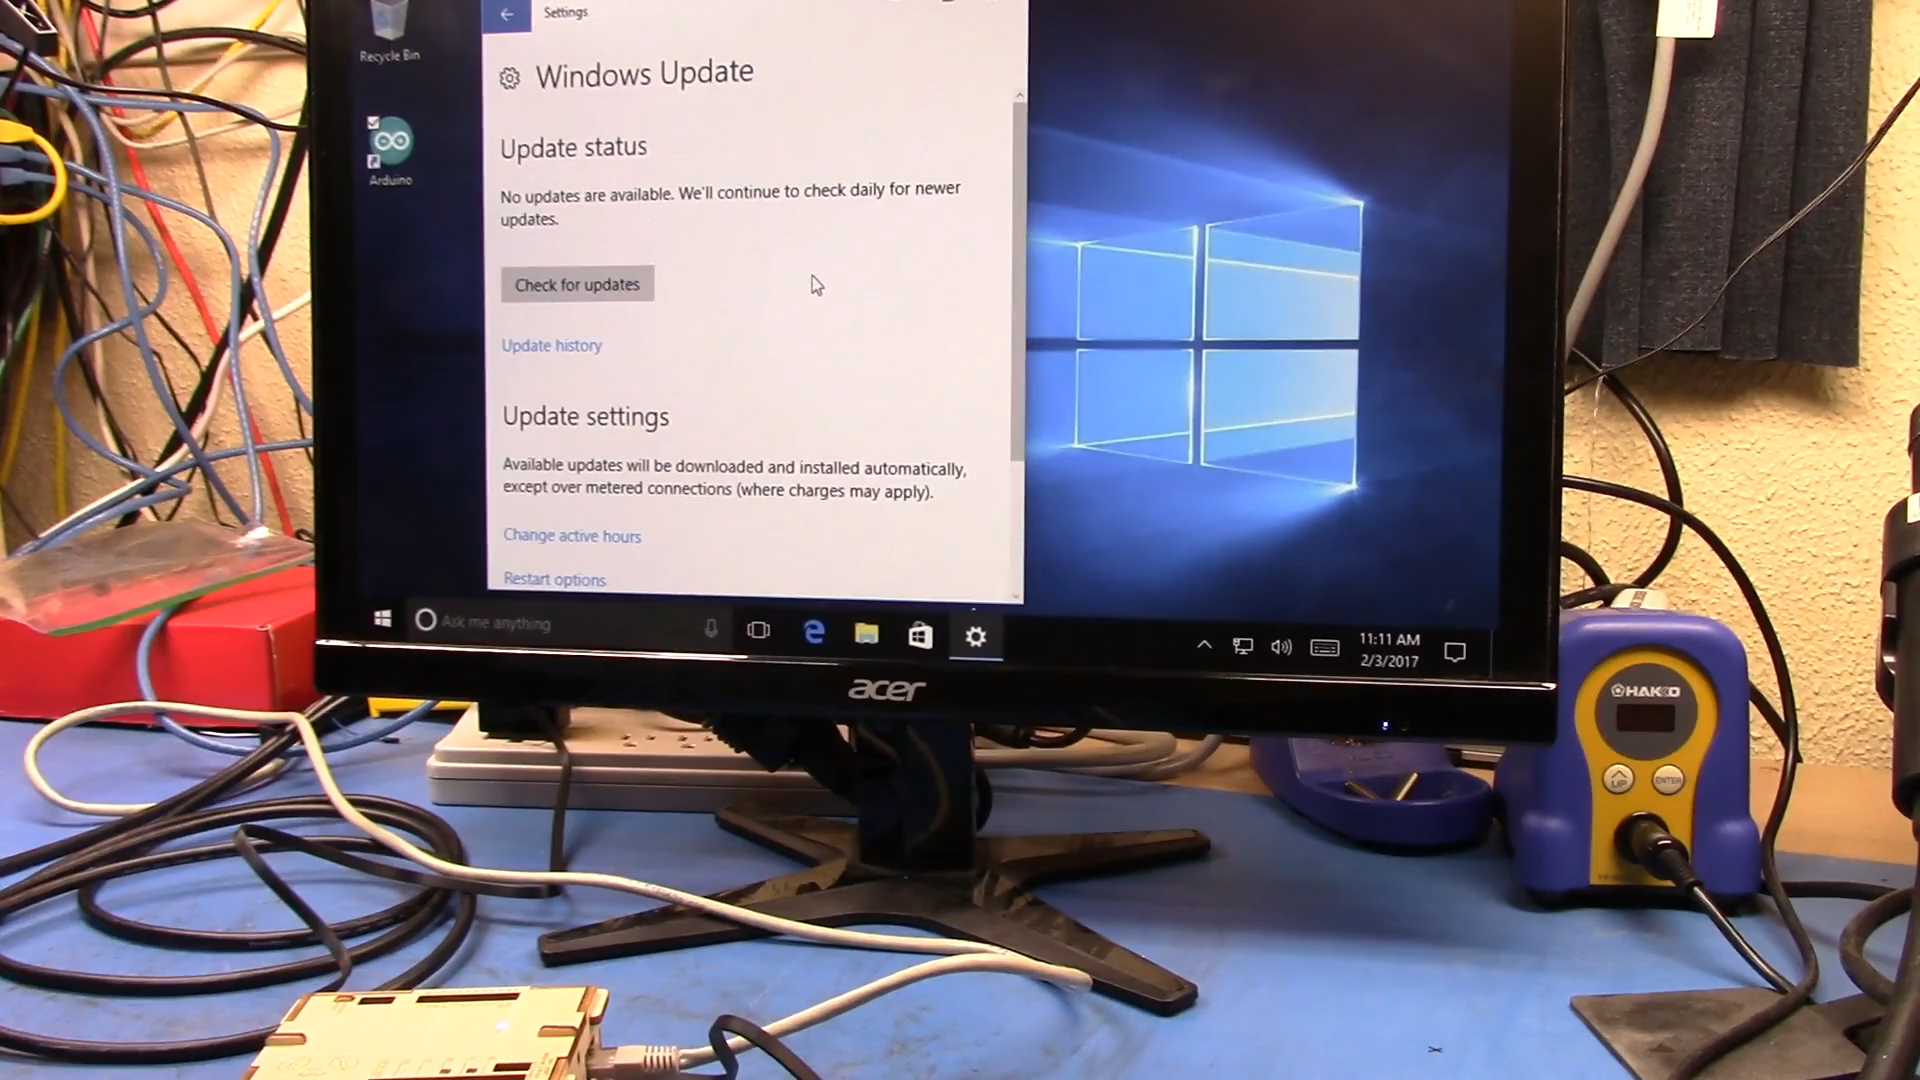 Settings
Recycle Bin
Windows Update
Update status
Arduino
No updates are available. We'll continue to check daily for newer
updates.
Check for updates
Update history
Update settings
Available updates will be downloaded and installed automatically,
except over metered connections (where charges may apply).
Change active hours
Restart options
Ask me anything
11:11 AM
2/3/2017
acer
HAKKO
UP
ENTER